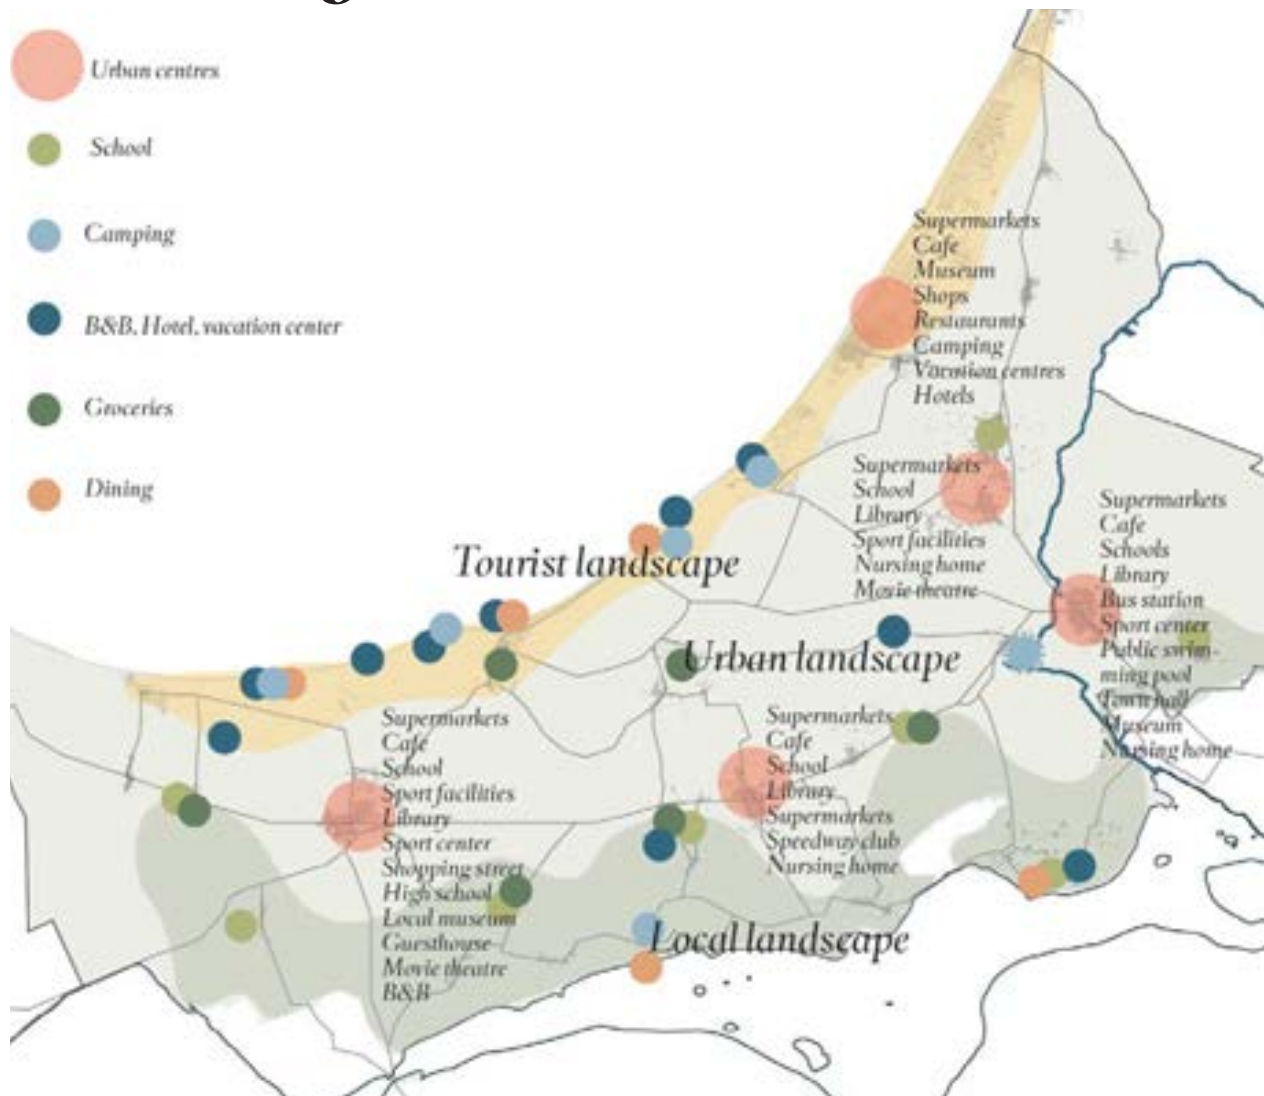 Urban centres
School
Camping
B&B, Hotel, vacation center
Groceries
Dining
Supermarkets
Cafe
Museum
Shops
Restaurants
Camping
Vacation centres
Hotels
Supermarkets
School
Library
Sport facilities
Nursing home
Movie theatre
Supermarkets
Cafe
Schools
Library
Bus station
Sport center
Public swim-
ming pool
Town hall
Museum
Nursing home
Tourist landscape
Urban landscape
Supermarkets
Cafe
School
Sport facilities
Library
Sport center
Shopping street
High school
Local museum
Guesthouse
Movie theatre
B&B
Supermarkets
Cafe
School
Library
Supermarkets
Speedway club
Nursing home
Local landscape